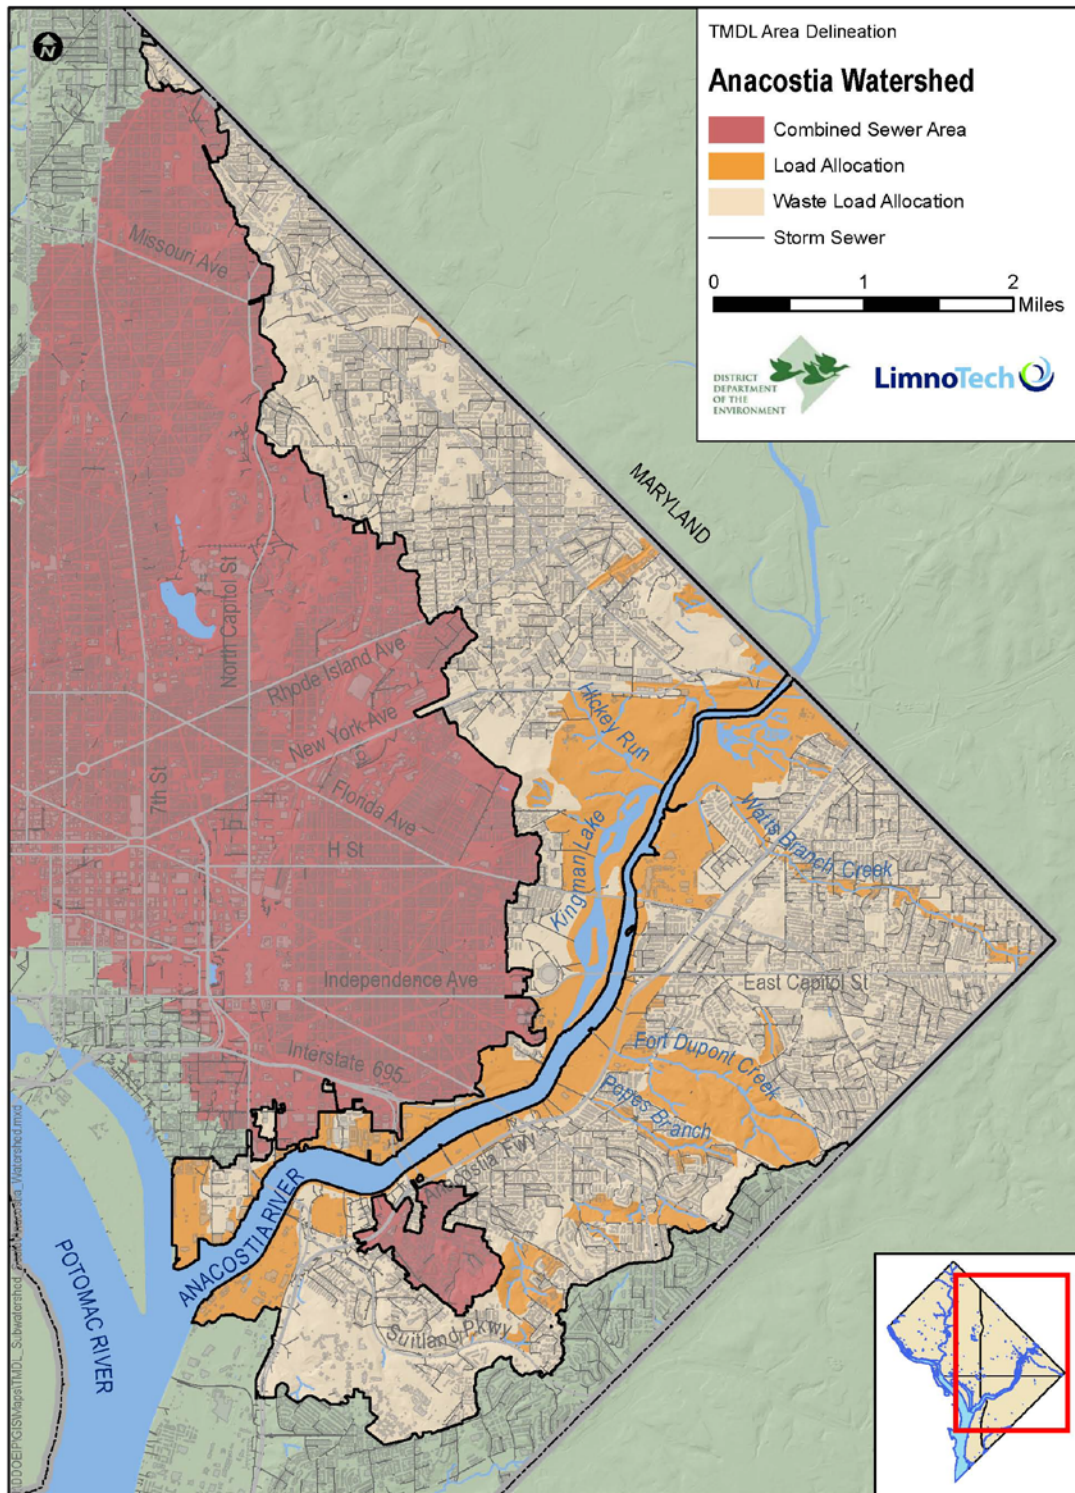 TMDL Area Delineation
Anacostia Watershed
Combined Sewer Area
Load Allocation
Waste Load Allocation
Storm Sewer
0 1 2
Miles
DISTRICT
DEPARTMENT
OF THE
ENVIRONMENT
LimnoTech
N
MARYLAND
Missouri Ave
North Capitol St
Rhode Island Ave
New York Ave
Florida Ave
7th St
H St
Hickey Run
Kingman Lake
Watts Branch Creek
Independence Ave
East Capitol St
Interstate 695
Fort Dupont Creek
Popes Branch
Anacostia Fwy
ANACOSTIA RIVER
POTOMAC RIVER
Suitland Pkwy